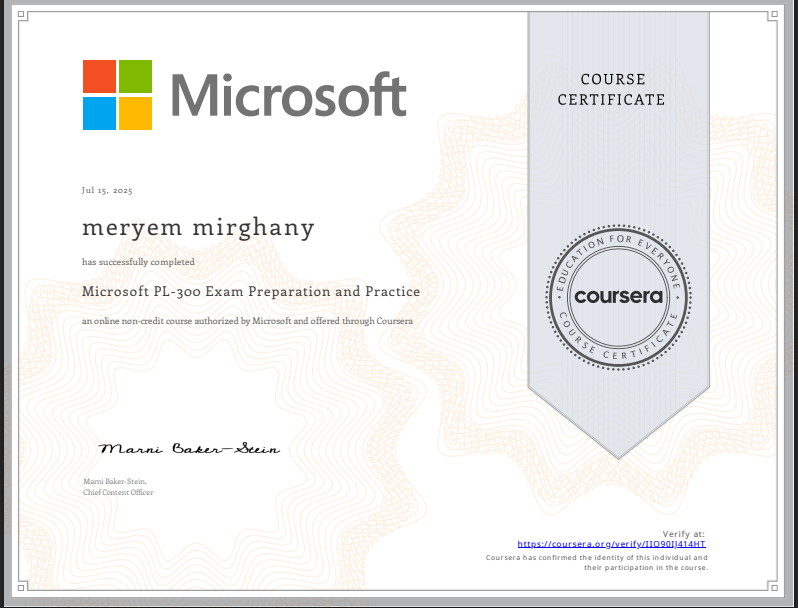 Microsoft
COURSE
CERTIFICATE
Jul 15, 2025
meryem mirghany
has successfully completed
Microsoft PL-300 Exam Preparation and Practice
an online non-credit course authorized by Microsoft and offered through Coursera
EDUCATION FOR EVERYONE
coursera
COURSE CERTIFICATE
Marni Baker-Stein
Marni Baker-Stein,
Chief Content Officer
Verify at:
https://coursera.org/verify/IIO90IJ414HT
Coursera has confirmed the identity of this individual and
their participation in the course.